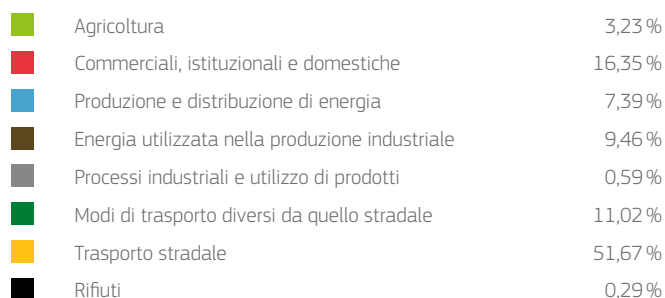 Agricoltura 3,23 %
Commerciali, istituzionali e domestiche 16,35 %
Produzione e distribuzione di energia 7,39 %
Energia utilizzata nella produzione industriale 9,46 %
Processi industriali e utilizzo di prodotti 0,59 %
Modi di trasporto diversi da quello stradale 11,02 %
Trasporto stradale 51,67 %
Rifiuti 0,29 %